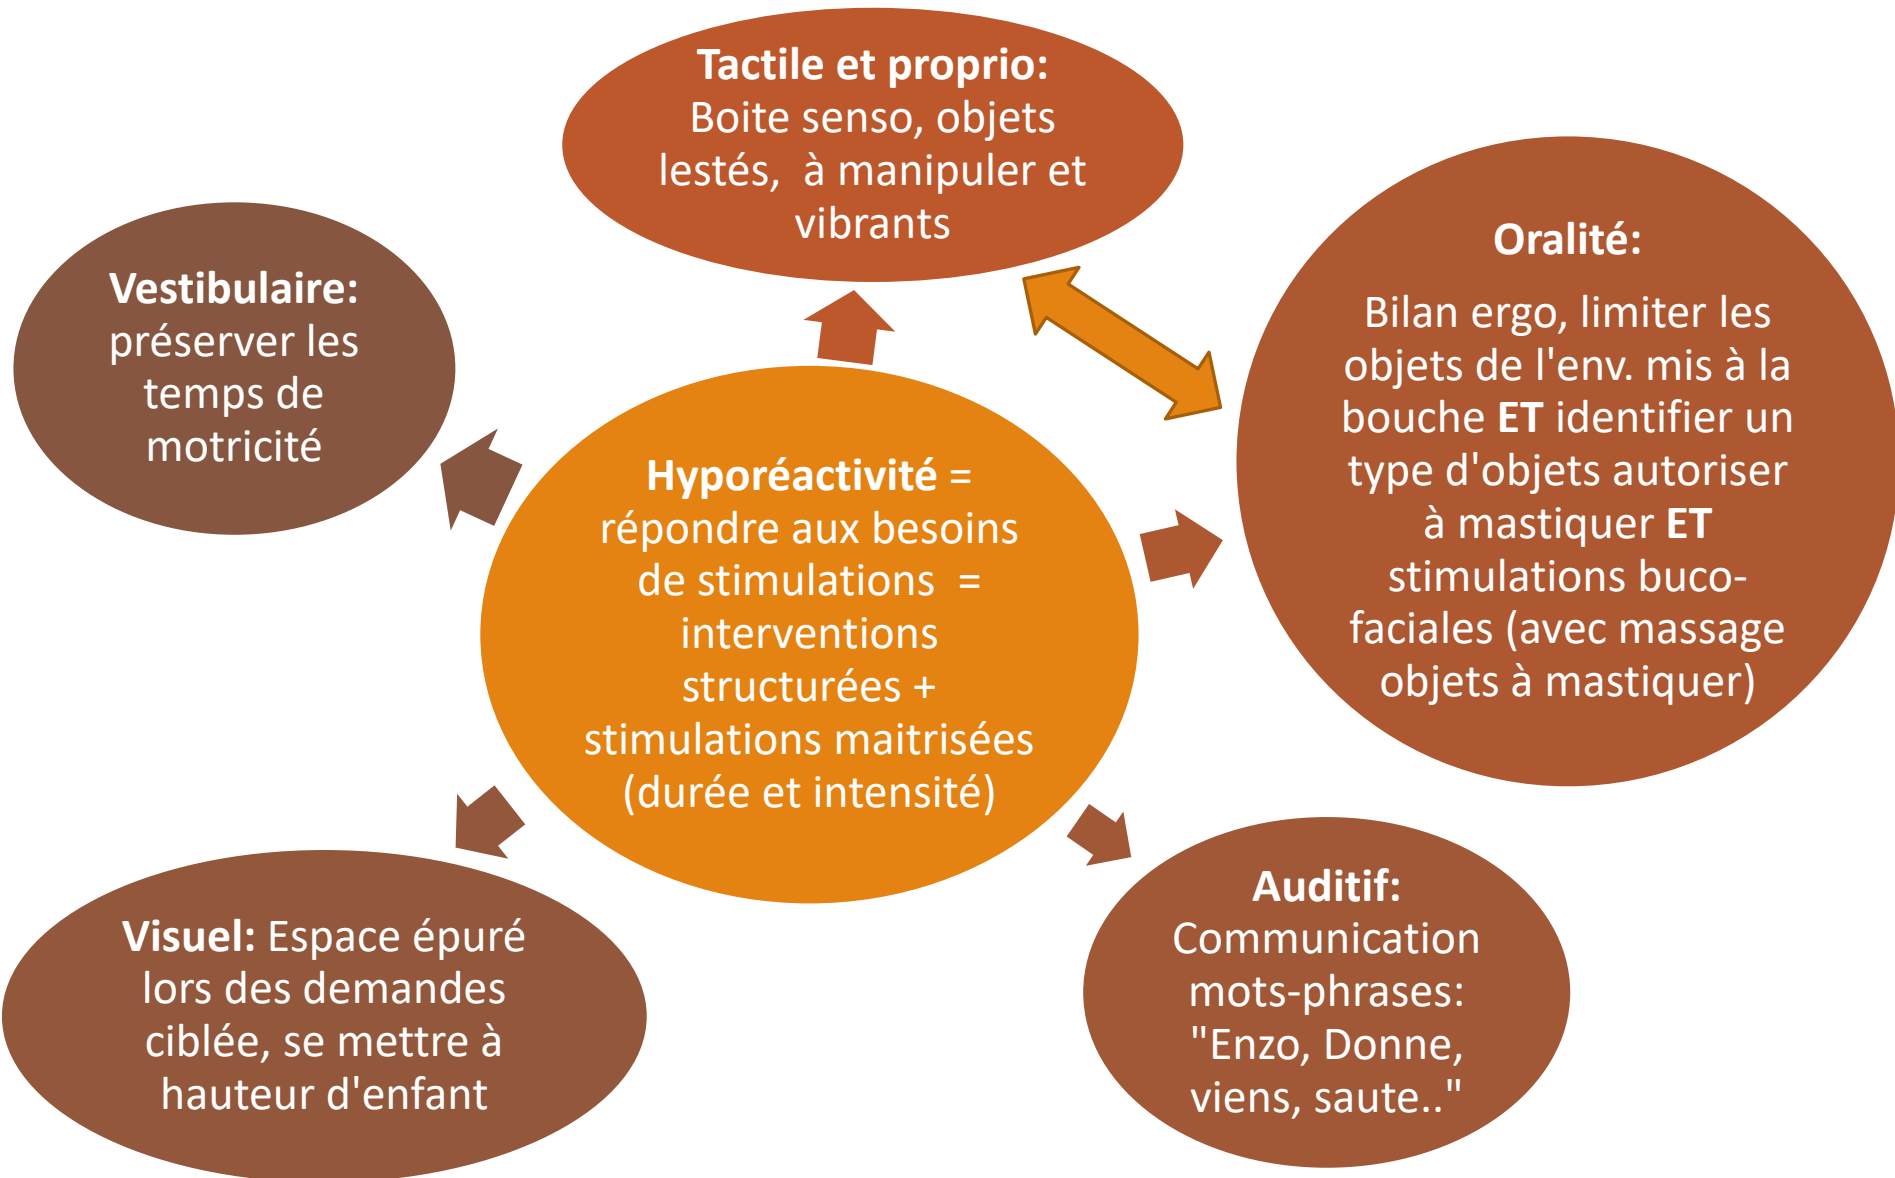 Tactile et proprio:
Boite senso, objets
lestés,  à manipuler et
vibrants
Oralité:
Bilan ergo, limiter les
objets de l'env. mis à la
bouche ET identifier un
type d'objets autoriser
à mastiquer ET
stimulations buco-
faciales (avec massage
objets à mastiquer)
Vestibulaire:
préserver les
temps de
motricité
Hyporéactivité =
répondre aux besoins
de stimulations  =
interventions
structurées +
stimulations maitrisées
(durée et intensité)
Visuel: Espace épuré
lors des demandes
ciblée, se mettre à
hauteur d'enfant
Auditif:
Communication
mots-phrases:
"Enzo, Donne,
viens, saute.."